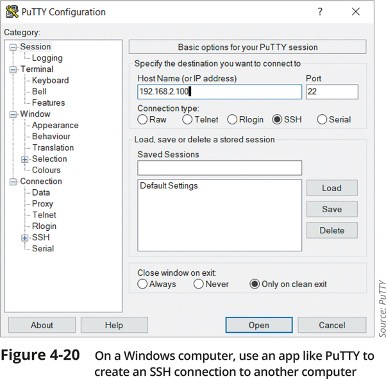 PuTTY Configuration
? ×
Category:
Session
Logging
Terminal
Keyboard
Bell
Features
Window
Appearance
Behaviour
Translation
Selection
Colours
Connection
Data
Proxy
Telnet
Rlogin
SSH
Serial
Basic options for your PuTTY session
Specify the destination you want to connect to
Host Name (or IP address) Port
192.168.2.100 22
Connection type:
Raw Telnet Rlogin SSH Serial
Load, save or delete a stored session
Saved Sessions
Default Settings
Load
Save
Delete
Close window on exit:
Always Never Only on clean exit
About Help Open Cancel
Source: PuTTY
Figure 4-20 On a Windows computer, use an app like PuTTY to
create an SSH connection to another computer